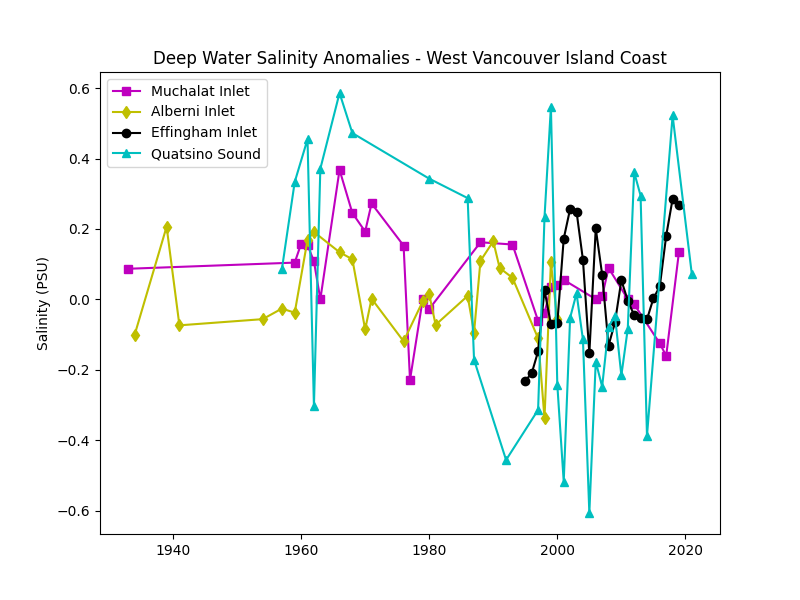 Deep Water Salinity Anomalies - West Vancouver Island Coast
Muchalat Inlet
Alberni Inlet
Effingham Inlet
Quatsino Sound
Salinity (PSU)
0.6
0.4
0.2
0.0
−0.2
−0.4
−0.6
1940 1960 1980 2000 2020